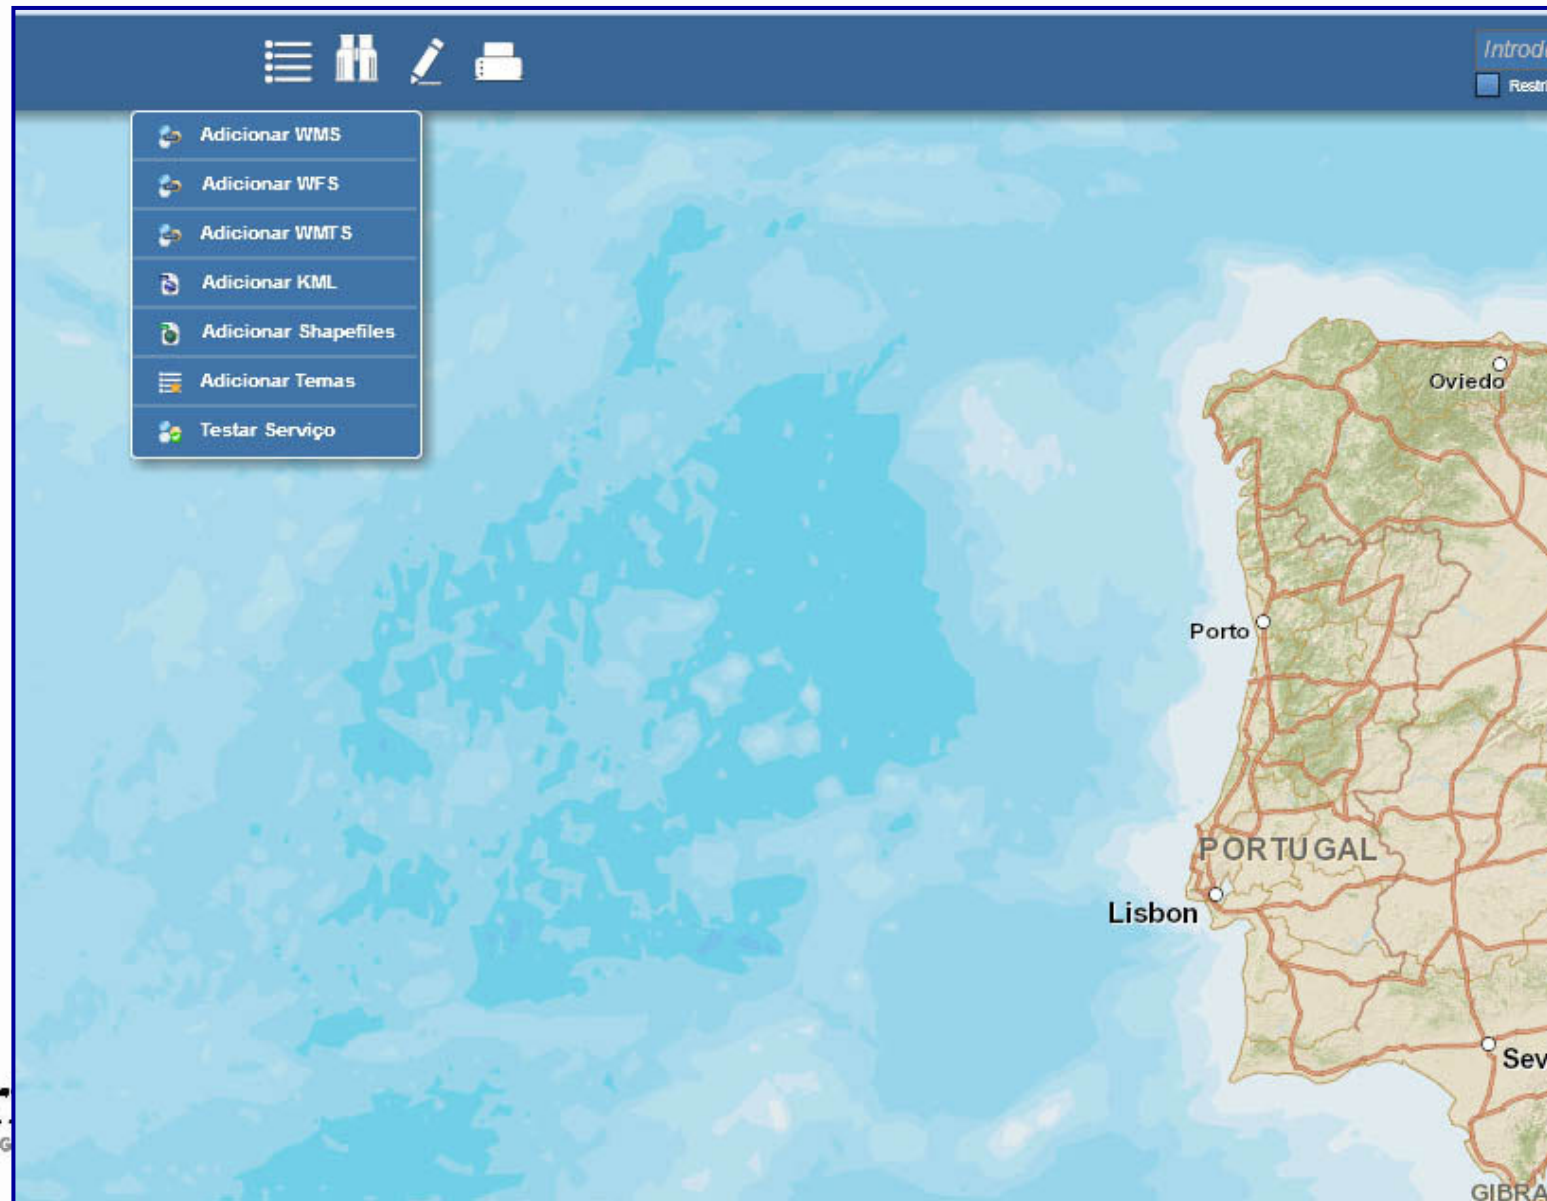 Adicionar WMS
Adicionar WFS
Adicionar WMTS
Adicionar KML
Adicionar Shapefiles
Adicionar Temas
Testar Serviço
Oviedo
Porto
PORTUGAL
Lisbon